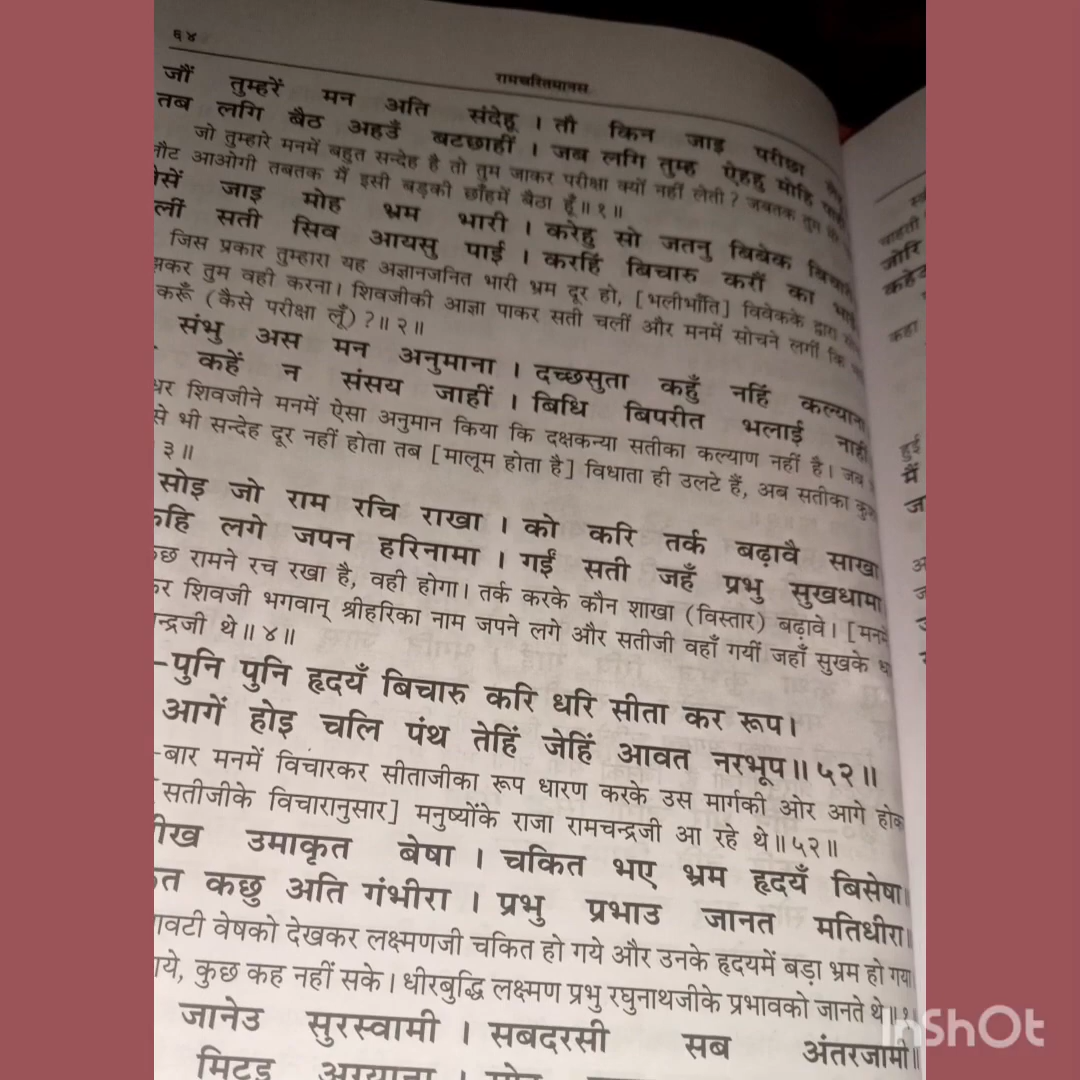 ६४
रामचरितमानस
जौं तुम्हरें मन अति संदेहू । तौ किन जाइ परीछा
तब लगि बैठ अहउँ बटछाहीं । जब लगि तुम्ह ऐहहु मोहि
जो तुम्हारे मनमें बहुत सन्देह है तो तुम जाकर परीक्षा क्यों नहीं लेती ? जबतक तुम
आओगी तबतक मैं इसी बड़की छाँहमें बैठा हूँ ॥ १ ॥
जाइ मोह भ्रम भारी । करेहु सो जतनु बिबेक
सती सिव आयसु पाई । करहिं बिचारु करौं का
जिस प्रकार तुम्हारा यह अज्ञानजनित भारी भ्रम दूर हो, [भलीभाँति] विवेकके द्वारा
तुम वही करना। शिवजीकी आज्ञा पाकर सती चलीं और मनमें सोचने लगीं कि
करूँ (कैसे परीक्षा लूँ) ?॥ २ ॥
संभु अस मन अनुमाना । दच्छसुता कहुँ नहिं कल्याना
कहें न संसय जाहीं । बिधि बिपरीत भलाई नाहीं
शिवजीने मनमें ऐसा अनुमान किया कि दक्षकन्या सतीका कल्याण नहीं है। जब
से भी सन्देह दूर नहीं होता तब [मालूम होता है] विधाता ही उलटे हैं, अब सतीका
३ ॥
सोइ जो राम रचि राखा । को करि तर्क बढ़ावै साखा
लगे जपन हरिनामा । गईं सती जहँ प्रभु सुखधामा
रामने रच रखा है, वही होगा। तर्क करके कौन शाखा (विस्तार) बढ़ावे। [मनमें
शिवजी भगवान् श्रीहरिका नाम जपने लगे और सतीजी वहाँ गयीं जहाँ सुखके
न्द्रजी थे ॥ ४ ॥
–पुनि पुनि हृदयँ बिचारु करि धरि सीता कर रूप।
आगें होइ चलि पंथ तेहिं जेहिं आवत नरभूप ॥ ५२ ॥
–बार मनमें विचारकर सीताजीका रूप धारण करके उस मार्गकी ओर आगे
[सतीजीके विचारानुसार] मनुष्योंके राजा रामचन्द्रजी आ रहे थे ॥ ५२ ॥
उमाकृत बेषा । चकित भए भ्रम हृदयँ बिसेषा॥
कछु अति गंभीरा । प्रभु प्रभाउ जानत मतिधीरा॥
वेषको देखकर लक्ष्मणजी चकित हो गये और उनके हृदयमें बड़ा भ्रम हो गया
कुछ कह नहीं सके। धीरबुद्धि लक्ष्मण प्रभु रघुनाथजीके प्रभावको जानते थे ॥
जानेउ सुरस्वामी । सबदरसी सब अंतरजामी॥
चाहती
जोरि
कहा
हुई
मैं
InShOt